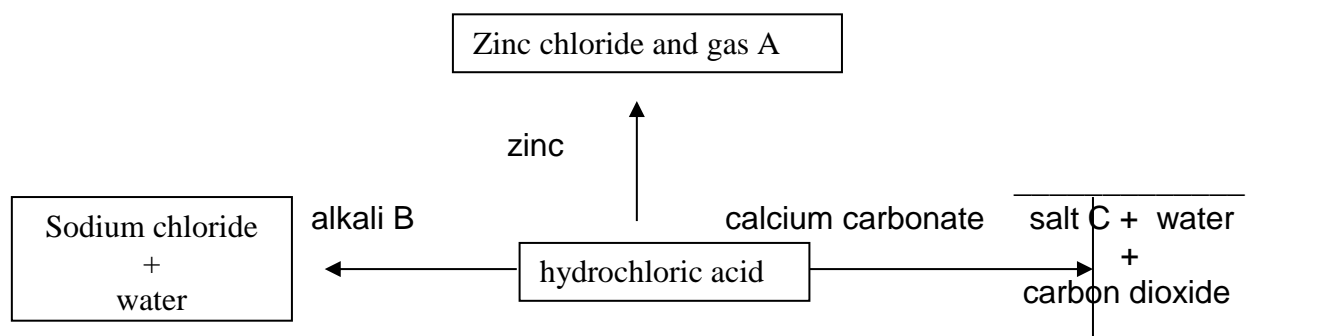 Zinc chloride and gas A
zinc
Sodium chloride
+
water
alkali B
hydrochloric acid
calcium carbonate
salt C + water
+
carbon dioxide